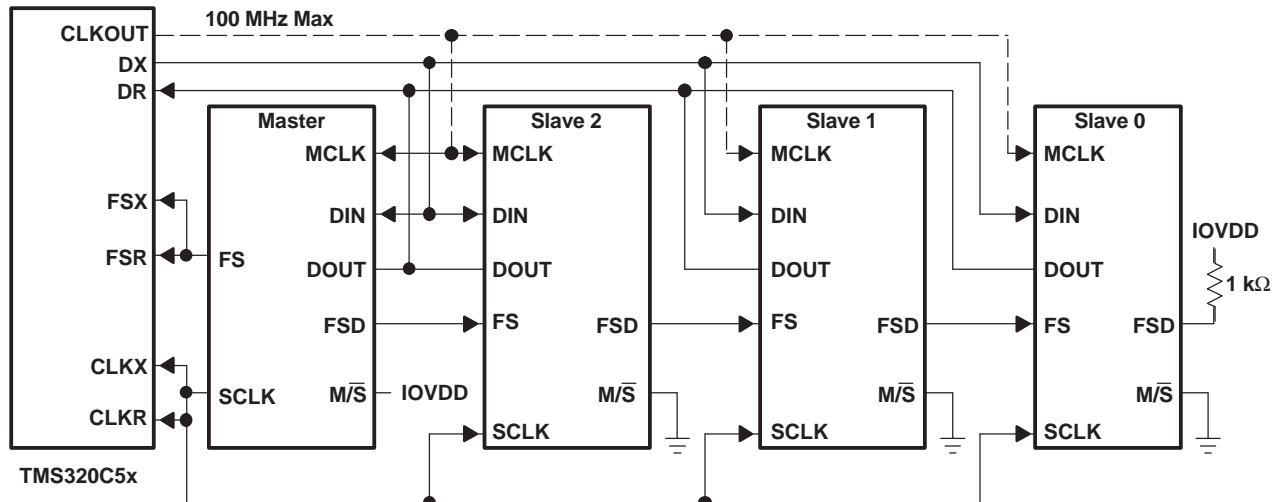 100 MHz Max
CLKOUT
DX
DR
FSX
FSR
CLKX
CLKR
TMS320C5x
Master
MCLK
DIN
DOUT
FS
FSD
SCLK
M/S̅
IOVDD
Slave 2
MCLK
DIN
DOUT
FS
FSD
M/S̅
SCLK
Slave 1
MCLK
DIN
DOUT
FS
FSD
M/S̅
SCLK
Slave 0
MCLK
DIN
DOUT
FS
FSD
M/S̅
SCLK
IOVDD
1 kΩ